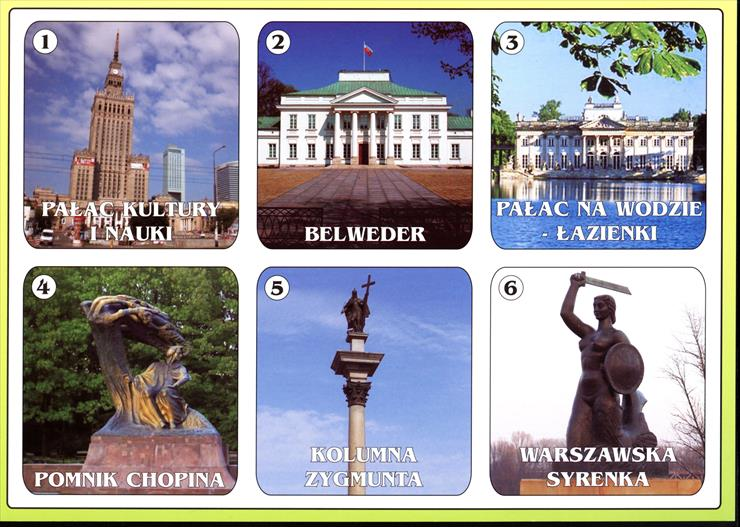 1
PAŁAC KULTURY
I NAUKI
2
BELWEDER
3
PAŁAC NA WODZIE
- ŁAZIENKI
4
POMNIK CHOPINA
5
KOLUMNA
ZYGMUNTA
6
WARSZAWSKA
SYRENKA